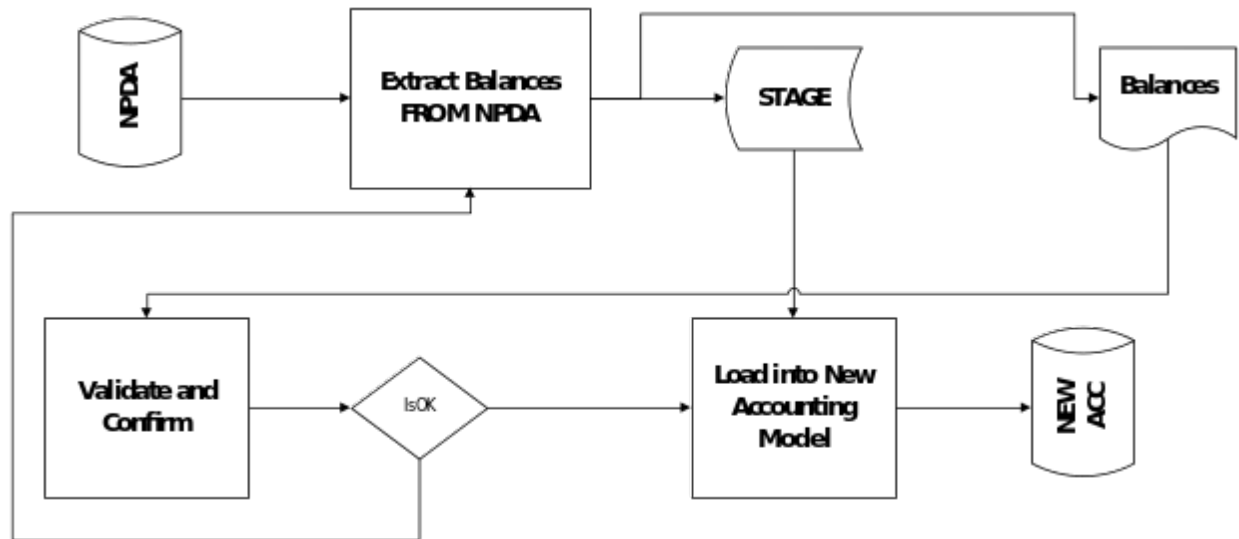 NPDA
Extract Balances
FROM NPDA
STAGE
Balances
Validate and
Confirm
IsOK
Load into New
Accounting
Model
NEW
ACC